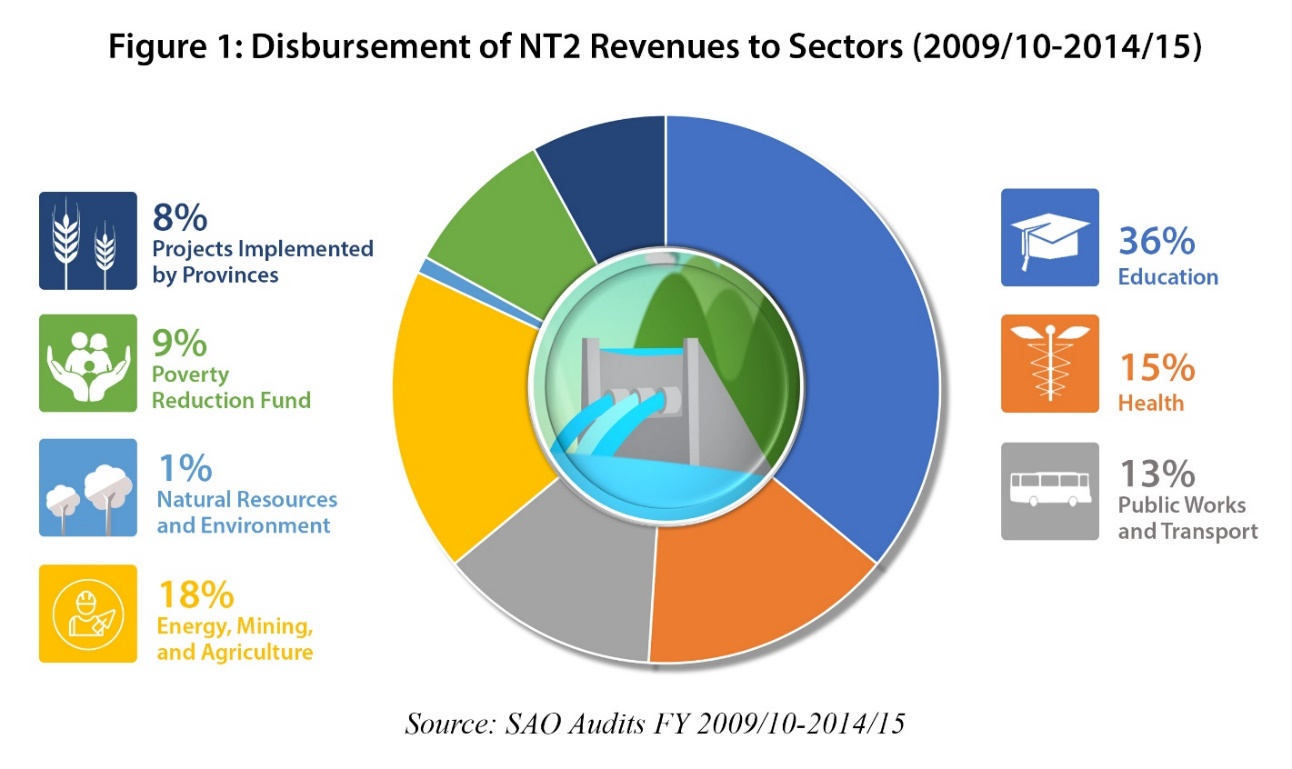 Figure 1: Disbursement of NT2 Revenues to Sectors (2009/10-2014/15)
8%
Projects Implemented
by Provinces
9%
Poverty
Reduction Fund
1%
Natural Resources
and Environment
18%
Energy, Mining,
and Agriculture
36%
Education
15%
Health
13%
Public Works
and Transport
Source: SAO Audits FY 2009/10-2014/15